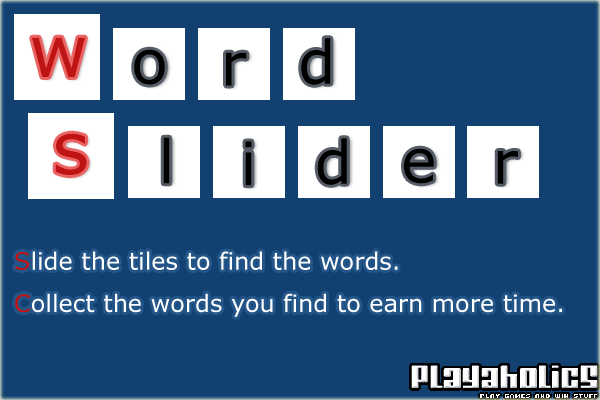 Word
Slider
Slide the tiles to find the words.
Collect the words you find to earn more time.
PLAYAHOLICS
PLAY GAMES AND WIN STUFF